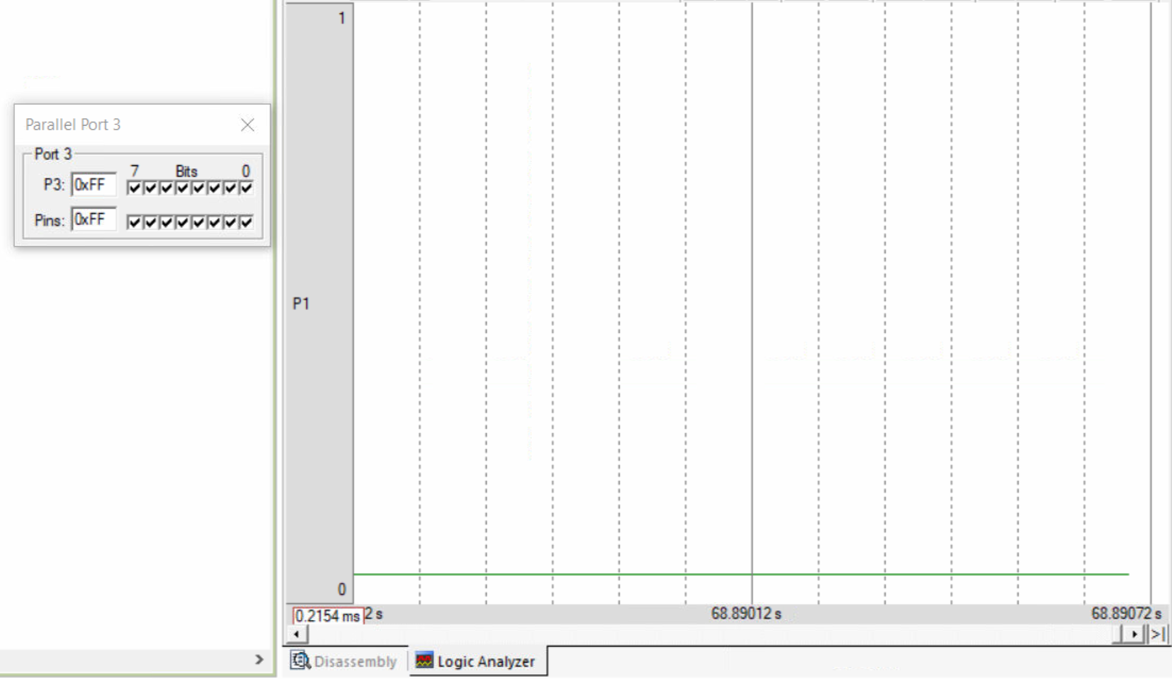 Parallel Port 3
Port 3
7 Bits 0
P3: 0xFF
Pins: 0xFF
1
P1
0
0.2154 ms 2 s 68.89012 s 68.89072 s
Disassembly Logic Analyzer